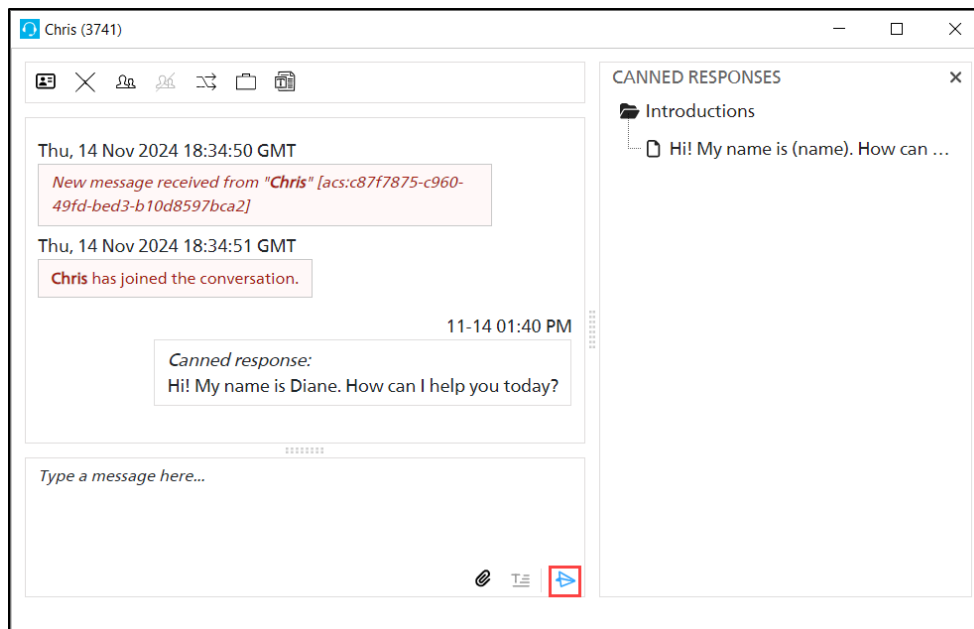 Chris (3741)
Thu, 14 Nov 2024 18:34:50 GMT
New message received from "Chris" [acs:c87f7875-c960-
49fd-bed3-b10d8597bca2]
Thu, 14 Nov 2024 18:34:51 GMT
Chris has joined the conversation.
11-14 01:40 PM
Canned response:
Hi! My name is Diane. How can I help you today?
Type a message here...
CANNED RESPONSES
Introductions
Hi! My name is (name). How can ...